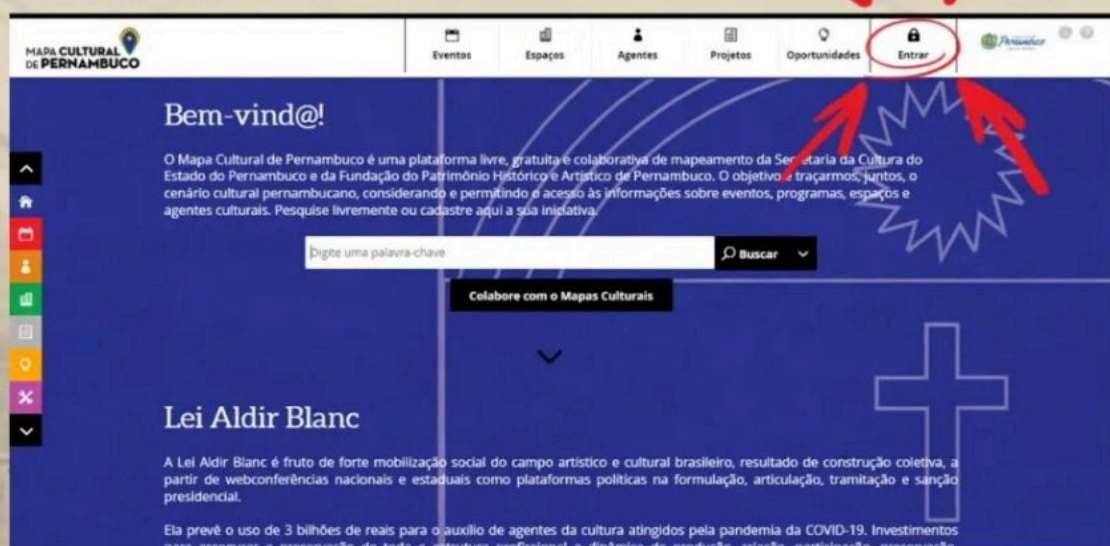 MAPA CULTURAL
DE PERNAMBUCO
Eventos
Espaços
Agentes
Projetos
Oportunidades
Entrar
Pernambuco
Bem-vind@!
O Mapa Cultural de Pernambuco é uma plataforma livre, gratuita e colaborativa de mapeamento da Secretaria da Cultura do
Estado do Pernambuco e da Fundação do Patrimônio Histórico e Artístico de Pernambuco. O objetivo é traçarmos, juntos, o
cenário cultural pernambucano, considerando e permitindo o acesso às informações sobre eventos, programas, espaços e
agentes culturais. Pesquise livremente ou cadastre aqui a sua iniciativa.
Digite uma palavra-chave
Buscar
Colabore com o Mapas Culturais
Lei Aldir Blanc
A Lei Aldir Blanc é fruto de forte mobilização social do campo artístico e cultural brasileiro, resultado de construção coletiva, a
partir de webconferências nacionais e estaduais como plataformas políticas na formulação, articulação, tramitação e sanção
presidencial.
Ela prevê o uso de 3 bilhões de reais para o auxílio de agentes da cultura atingidos pela pandemia da COVID-19. Investimentos